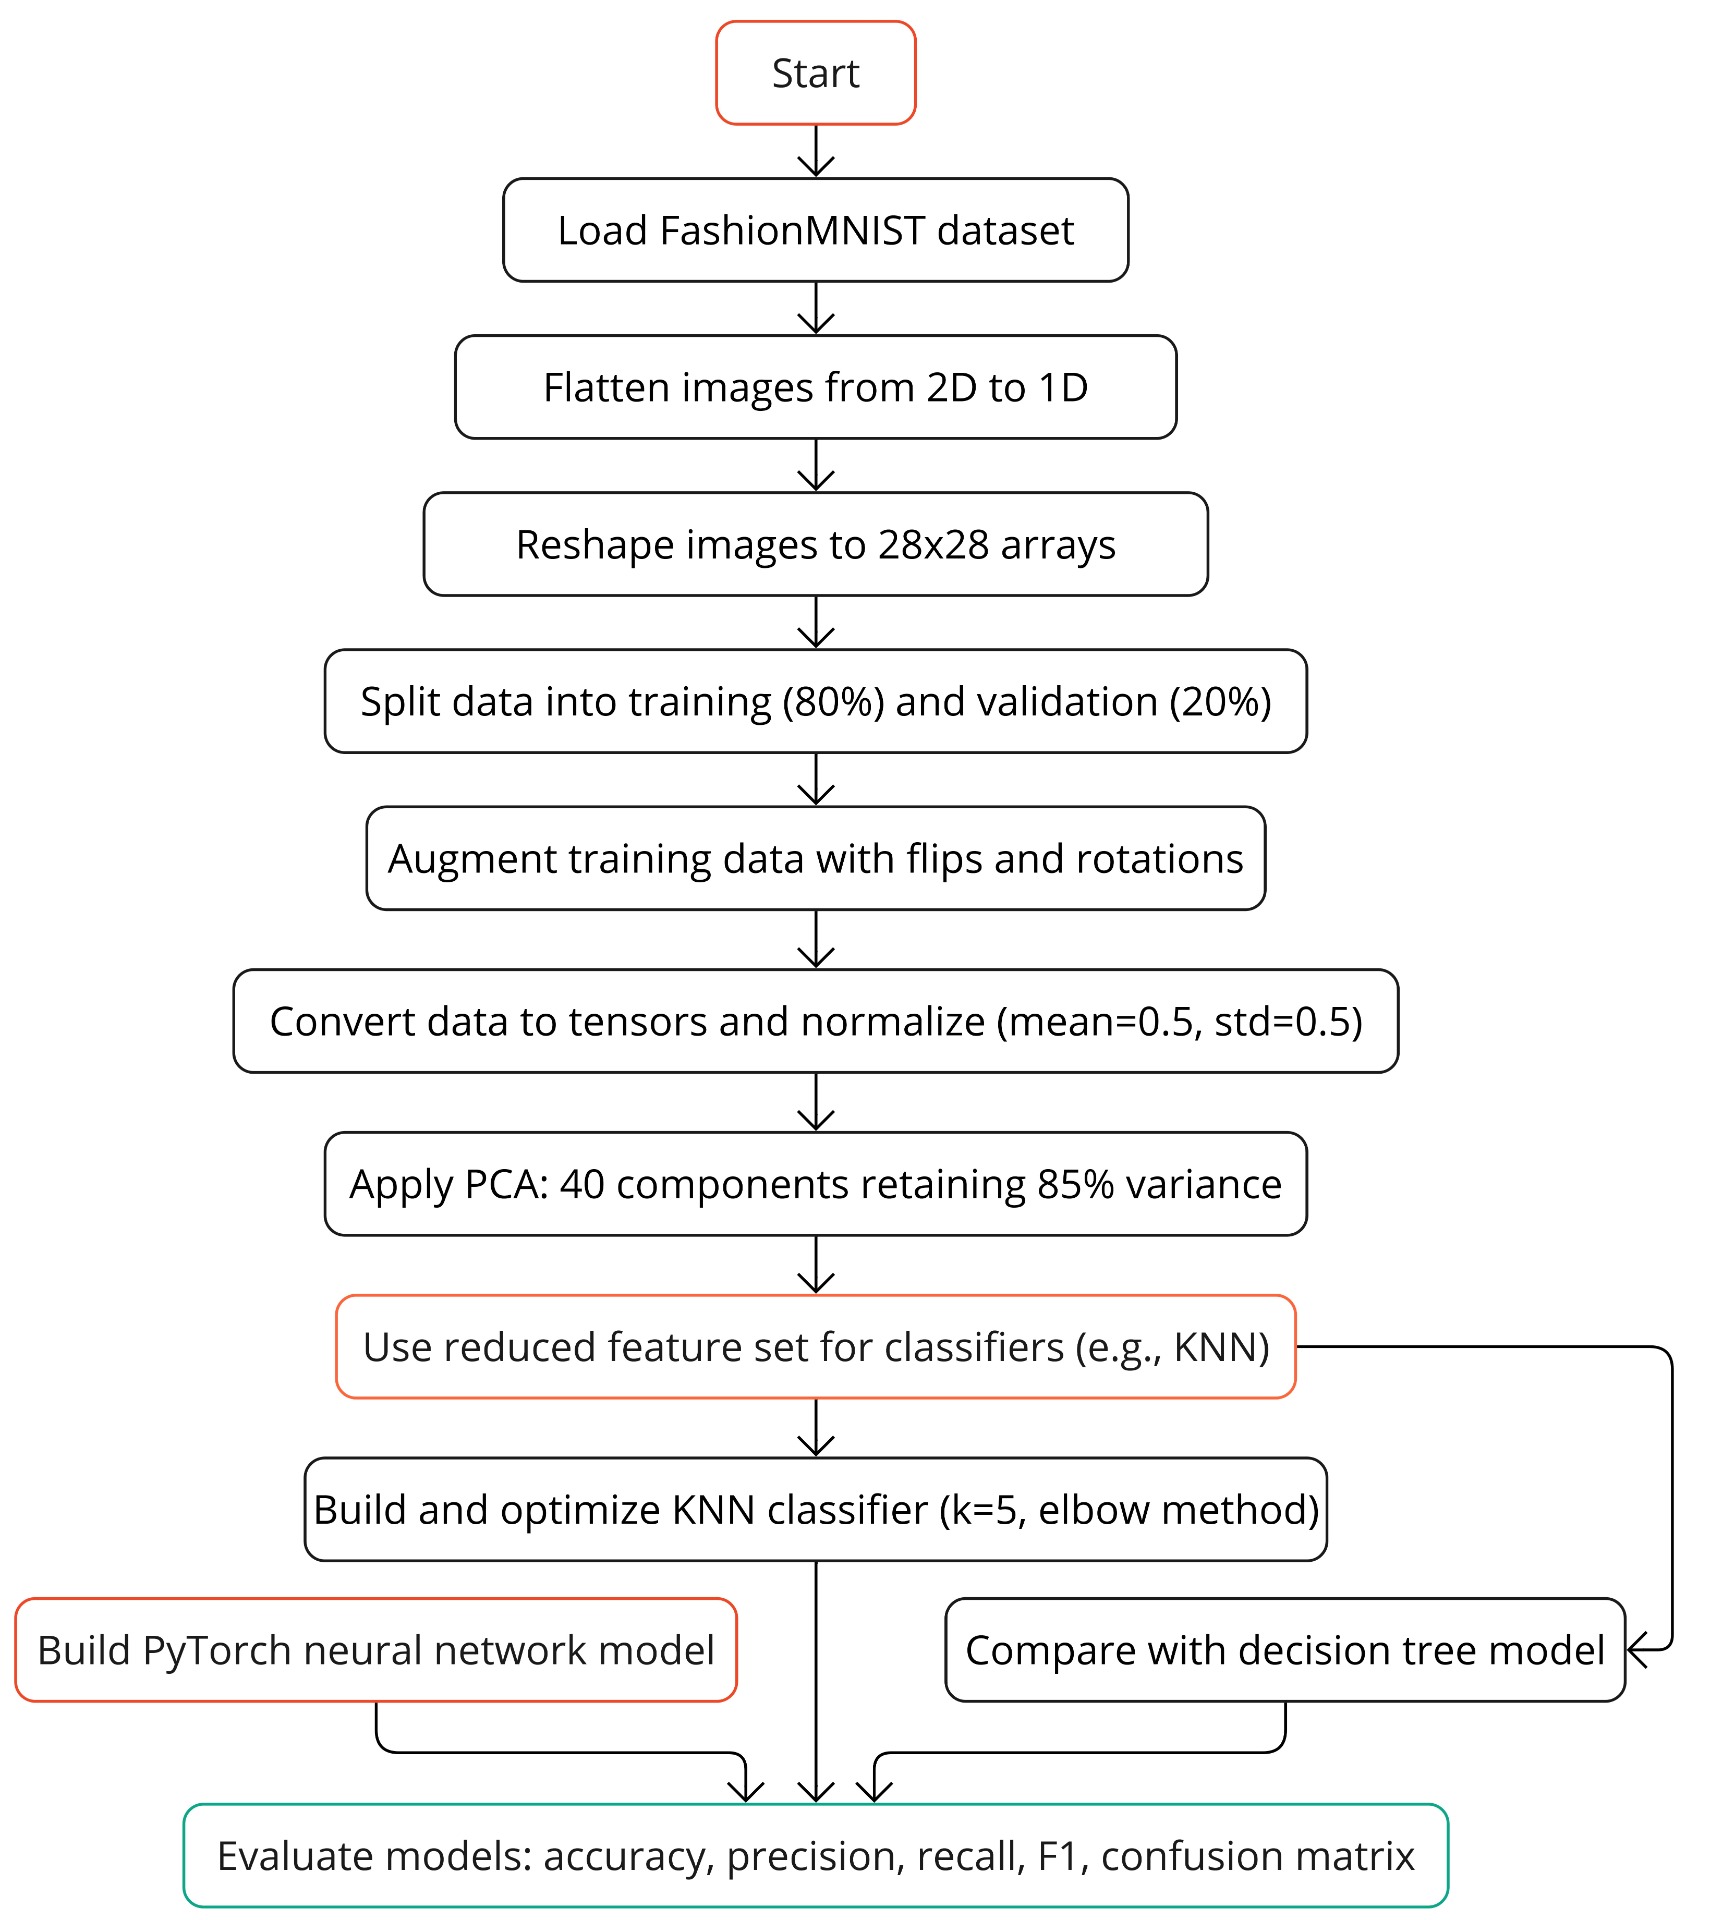 Start
Load FashionMNIST dataset
Flatten images from 2D to 1D
Reshape images to 28x28 arrays
Split data into training (80%) and validation (20%)
Augment training data with flips and rotations
Convert data to tensors and normalize (mean=0.5, std=0.5)
Apply PCA: 40 components retaining 85% variance
Use reduced feature set for classifiers (e.g., KNN)
Build and optimize KNN classifier (k=5, elbow method)
Build PyTorch neural network model
Compare with decision tree model
Evaluate models: accuracy, precision, recall, F1, confusion matrix